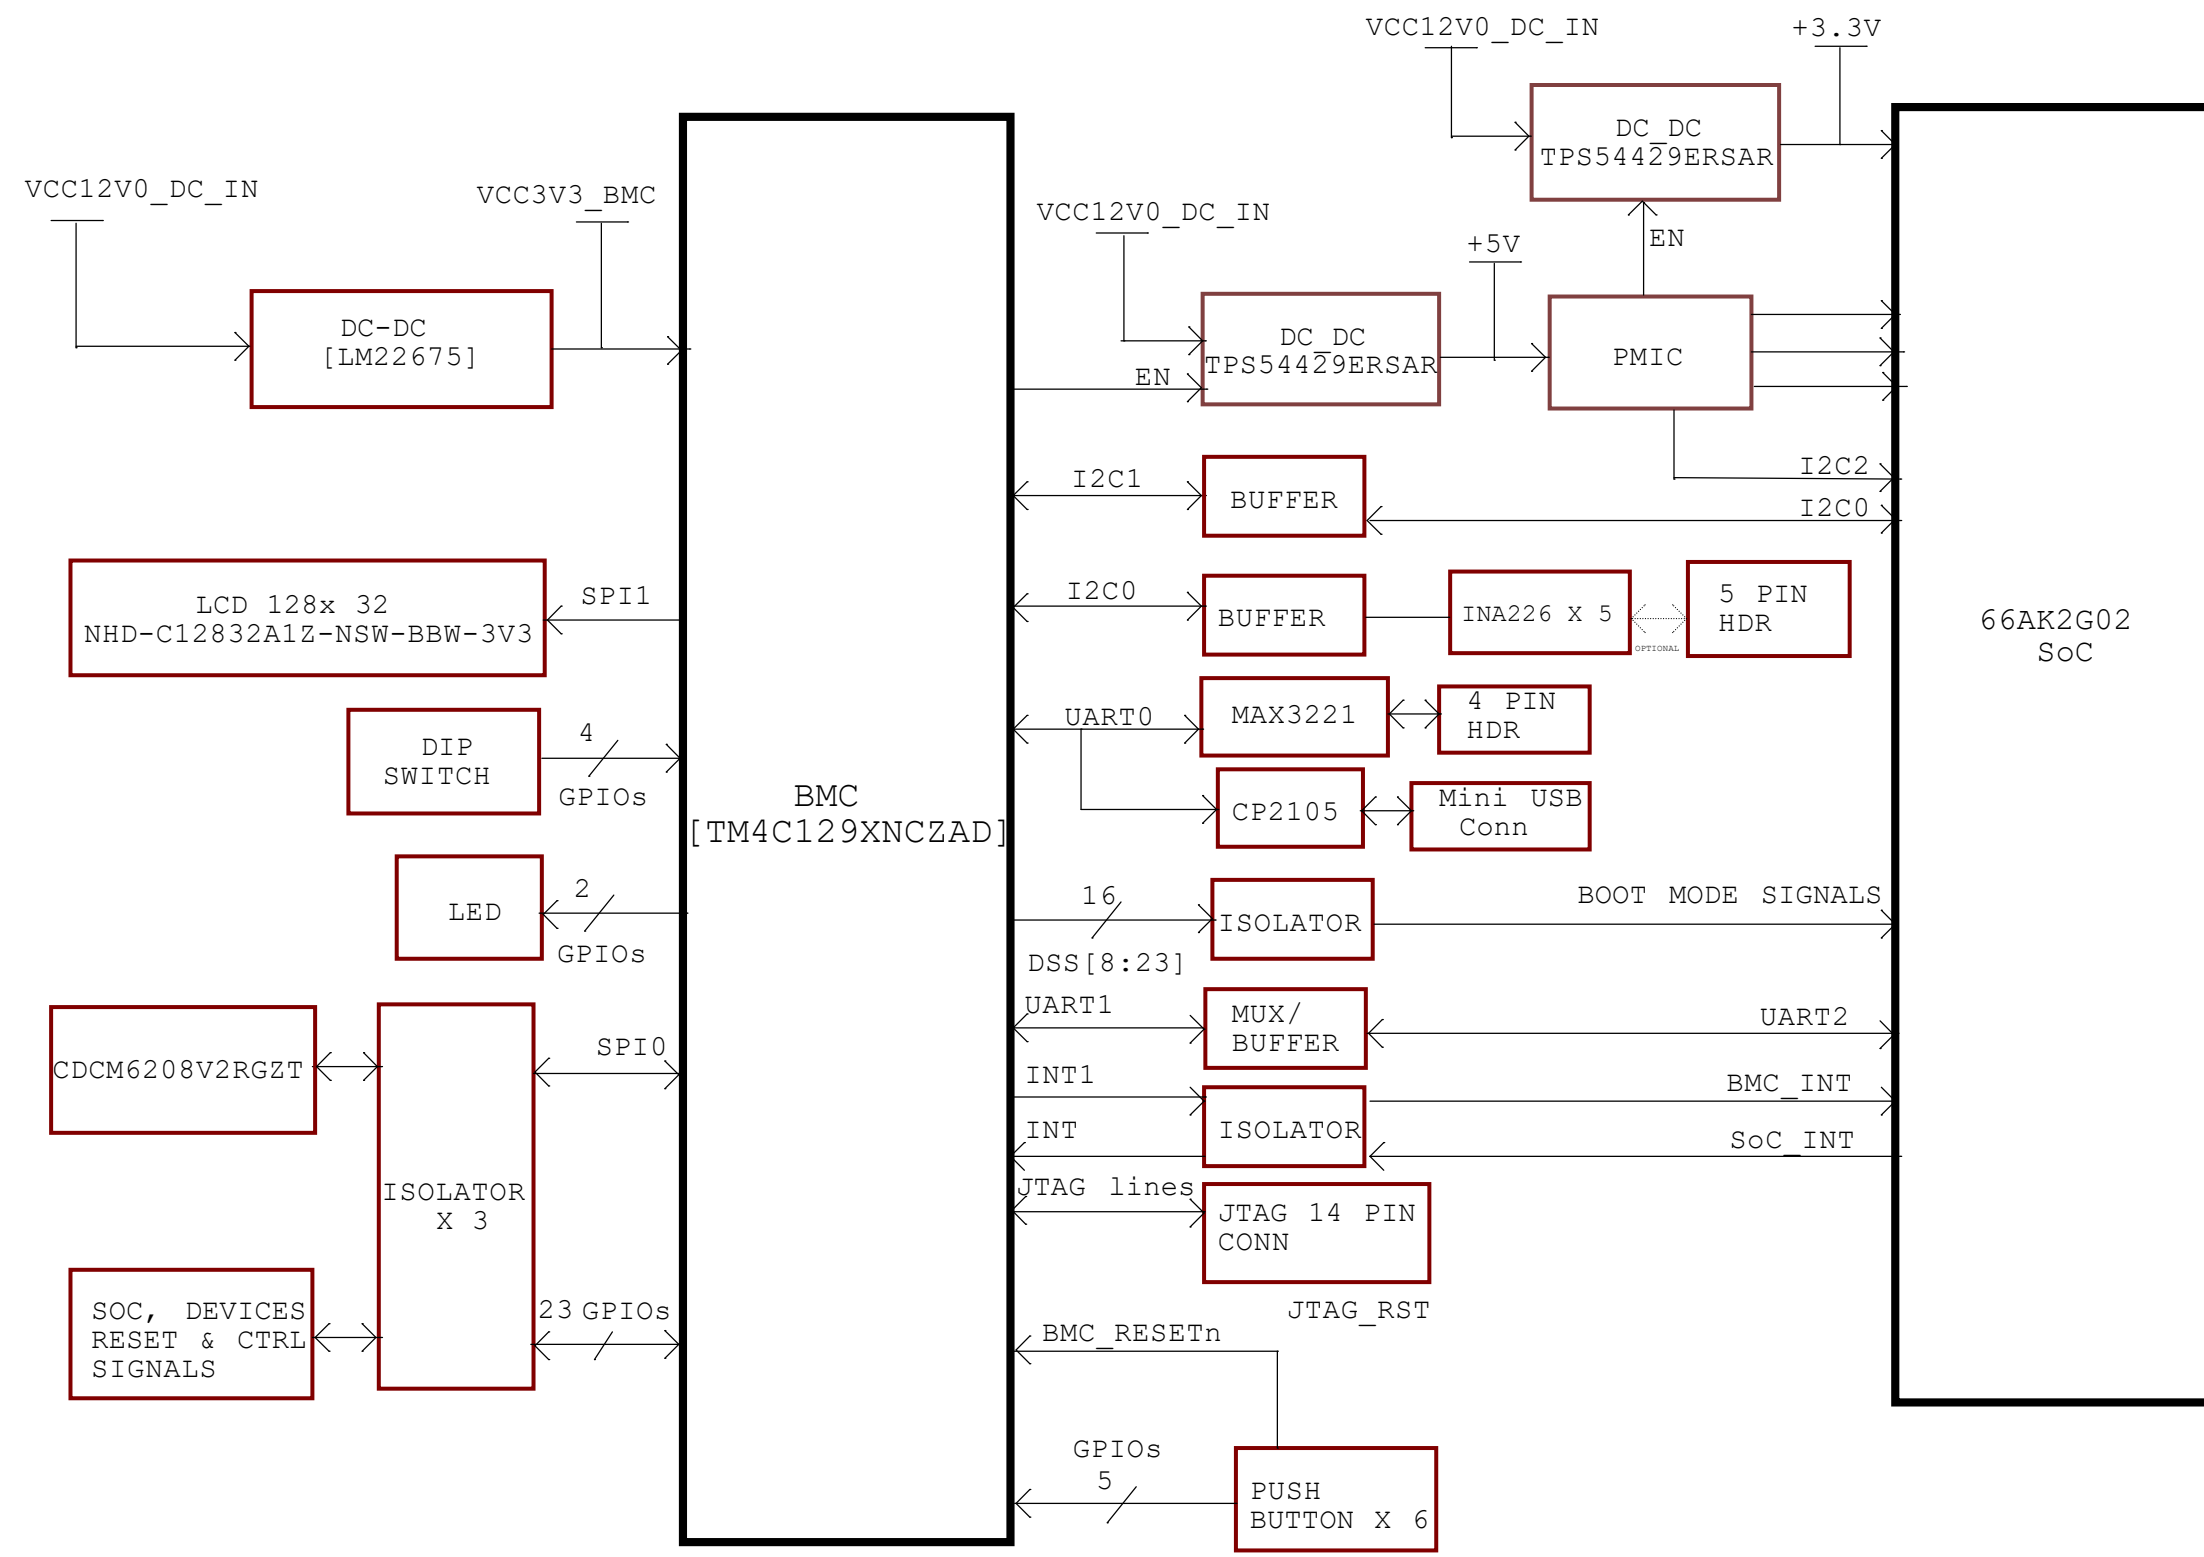 VCC12V0_DC_IN
+3.3V
DC_DC
TPS54429ERSAR
VCC12V0_DC_IN
VCC3V3_BMC
VCC12V0_DC_IN
EN
+5V
DC-DC
[LM22675]
DC_DC
TPS54429ERSAR
PMIC
EN
I2C2
I2C1
BUFFER
I2C0
LCD 128x 32
NHD-C12832A1Z-NSW-BBW-3V3
SPI1
I2C0
BUFFER
INA226 X 5
OPTIONAL
5 PIN
HDR
66AK2G02
SoC
DIP
SWITCH
4
GPIOs
UART0
MAX3221
4 PIN
HDR
BMC
[TM4C129XNCZAD]
CP2105
Mini USB
Conn
LED
2
GPIOs
16
DSS[8:23]
ISOLATOR
BOOT MODE SIGNALS
UART1
MUX/
BUFFER
UART2
CDCM6208V2RGZT
SPI0
INT1
INT
ISOLATOR
BMC_INT
SoC_INT
ISOLATOR
X 3
JTAG lines
JTAG 14 PIN
CONN
JTAG_RST
SOC, DEVICES
RESET & CTRL
SIGNALS
23 GPIOs
BMC_RESETn
GPIOs
5
PUSH
BUTTON X 6